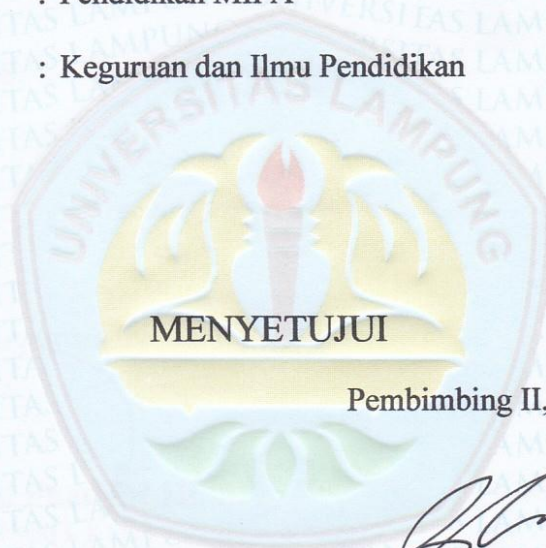 : Pendidikan MIPA
: Keguruan dan Ilmu Pendidikan
UNIVERSITAS LAMPUNG
MENYETUJUI
Pembimbing II,